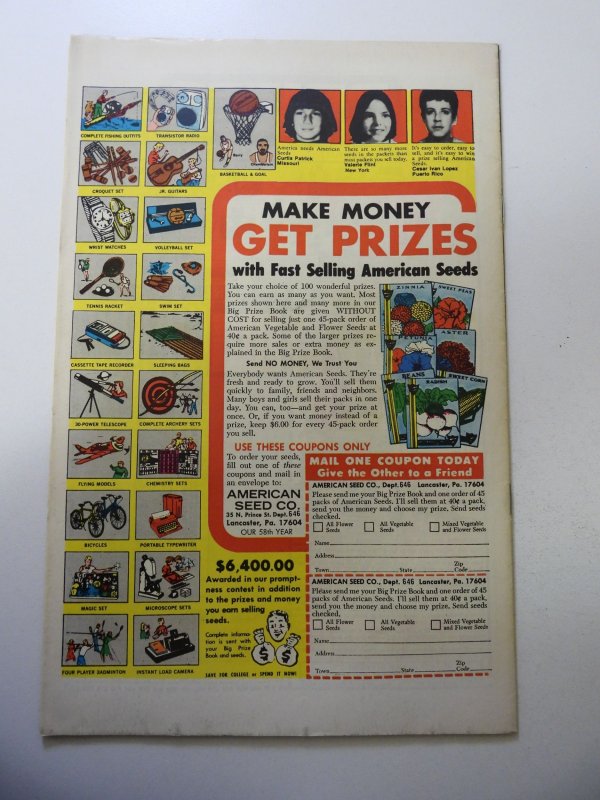 COMPLETE FISHING OUTFITS
TRANSISTOR RADIO
BASKETBALL & GOAL
CROQUET SET
JR. GUITARS
WRIST WATCHES
VOLLEYBALL SET
TENNIS RACKET
SWIM SET
CASSETTE TAPE RECORDER
SLEEPING BAGS
30-POWER TELESCOPE
COMPLETE ARCHERY SETS
FLYING MODELS
CHEMISTRY SETS
BICYCLES
PORTABLE TYPEWRITER
MAGIC SET
MICROSCOPE SETS
FOUR PLAYER BADMINTON
INSTANT LOAD CAMERA
America needs American
Seeds
Curtis Patrick
Missouri
There are so many more
seeds in the packets than
most packets you sell today.
Valerie Flint
New York
It's easy to order, easy to
sell, and it's easy to win
a prize selling American
Seeds.
Cesar Ivan Lopez
Puerto Rico
MAKE MONEY
GET PRIZES
with Fast Selling American Seeds
Take your choice of 100 wonderful prizes.
You can earn as many as you want. Most
prizes shown here and many more in our
Big Prize Book are given WITHOUT
COST for selling just one 45-pack order of
American Vegetable and Flower Seeds at
40¢ a pack. Some of the larger prizes re-
quire more sales or extra money as ex-
plained in the Big Prize Book.
Send NO MONEY, We Trust You
Everybody wants American Seeds. They're
fresh and ready to grow. You'll sell them
quickly to family, friends and neighbors.
Many boys and girls sell their packs in one
day. You can, too—and get your prize at
once. Or, if you want money instead of a
prize, keep $6.00 for every 45-pack order
you sell.
ZINNIA
SWEET PEAS
PETUNIA
ASTER
BEANS
RADISH
SWEET CORN
USE THESE COUPONS ONLY
To order your seeds,
fill out one of these
coupons and mail in
an envelope to:
AMERICAN
SEED CO.
35 N. Prince St. Dept. 646
Lancaster, Pa. 17604
OUR 58th YEAR
$6,400.00
Awarded in our prompt-
ness contest in addition
to the prizes and money
you earn selling
seeds.
Complete informa-
tion is sent with
your Big Prize
Book and seeds.
SAVE FOR COLLEGE or SPEND IT NOW!
MAIL ONE COUPON TODAY
Give the Other to a Friend
AMERICAN SEED CO., Dept. 646 Lancaster, Pa. 17604
Please send me your Big Prize Book and one order of 45
packs of American Seeds. I'll sell them at 40¢ a pack,
send you the money and choose my prize. Send seeds
checked.
All Flower
Seeds
All Vegetable
Seeds
Mixed Vegetable
and Flower Seeds
Name
Address
Town State Zip Code
AMERICAN SEED CO., Dept. 646 Lancaster, Pa. 17604
Please send me your Big Prize Book and one order of 45
packs of American Seeds. I'll sell them at 40¢ a pack,
send you the money and choose my prize. Send seeds
checked.
All Flower
Seeds
All Vegetable
Seeds
Mixed Vegetable
and Flower Seeds
Name
Address
Town State Zip Code